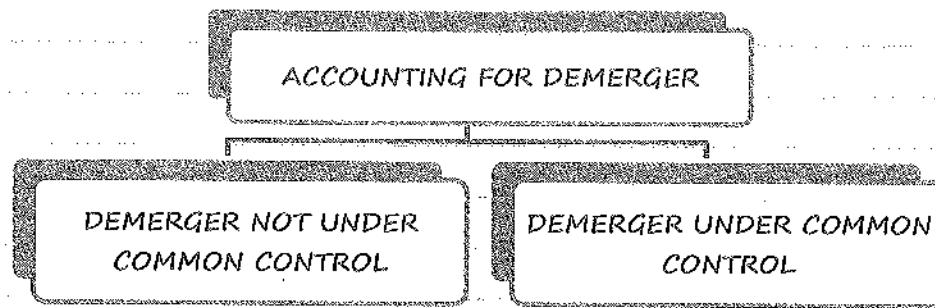 ACCOUNTING FOR DEMERGER
DEMERGER NOT UNDER
COMMON CONTROL
DEMERGER UNDER COMMON
CONTROL